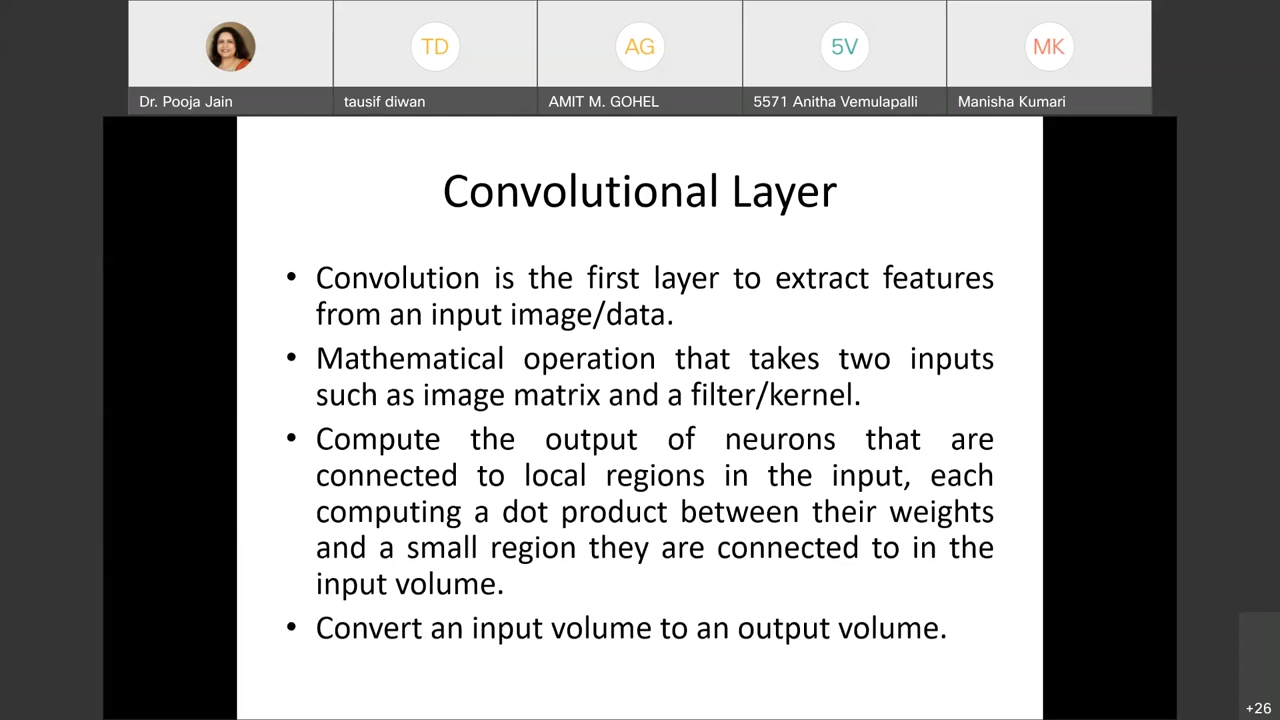 TD
AG
5V
MK
Dr. Pooja Jain
tausif diwan
AMIT M. GOHEL
5571 Anitha Vemulapalli
Manisha Kumari
Convolutional Layer
• Convolution is the first layer to extract features
from an input image/data.
• Mathematical operation that takes two inputs
such as image matrix and a filter/kernel.
• Compute the output of neurons that are
connected to local regions in the input, each
computing a dot product between their weights
and a small region they are connected to in the
input volume.
• Convert an input volume to an output volume.
+26